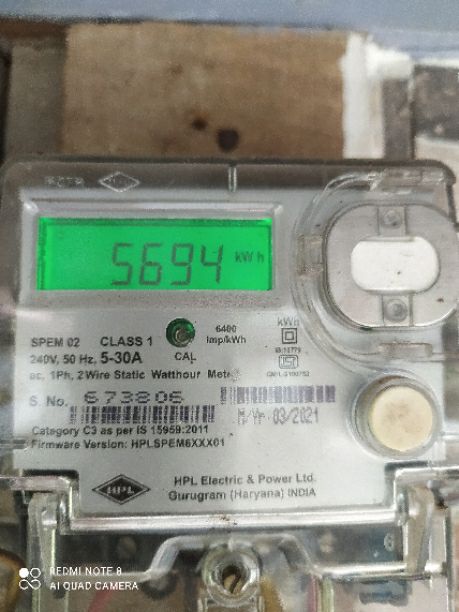 5694 kWh
SPEM 02 CLASS 1
240V, 50 Hz, 5-30A
CAL
6400
imp/kWh
kWh
ac, 1Ph, 2Wire Static Watthour Meter
S. No. 673806
M/Yr 03/2021
Category C3 as per IS 15959:2011
Firmware Version: HPLSPEM6XXX01
HPL
HPL Electric & Power Ltd.
Gurugram (Haryana) INDIA
REDMI NOTE 8
AI QUAD CAMERA